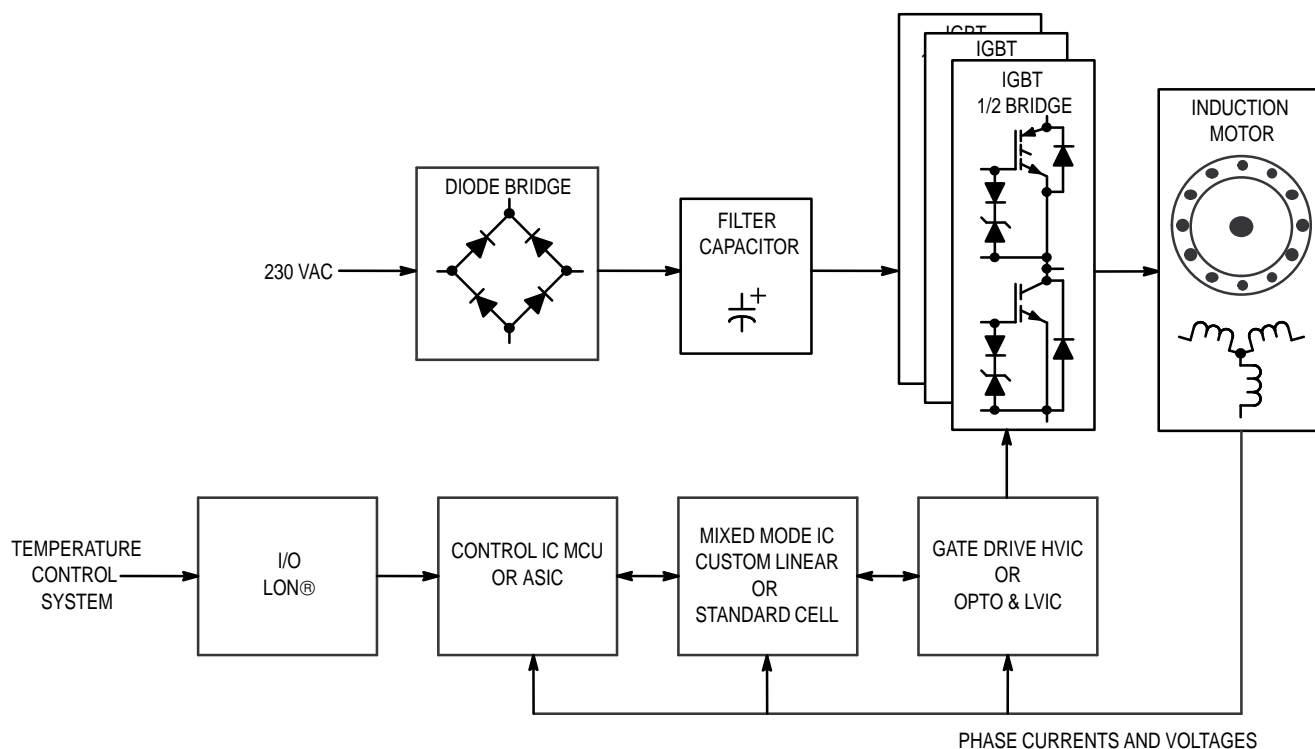 IGBT
IGBT
IGBT
1/2 BRIDGE
INDUCTION
MOTOR
DIODE BRIDGE
FILTER
CAPACITOR
+
230 VAC
TEMPERATURE
CONTROL
SYSTEM
I/O
LON®
CONTROL IC MCU
OR ASIC
MIXED MODE IC
CUSTOM LINEAR
OR
STANDARD CELL
GATE DRIVE HVIC
OR
OPTO & LVIC
PHASE CURRENTS AND VOLTAGES